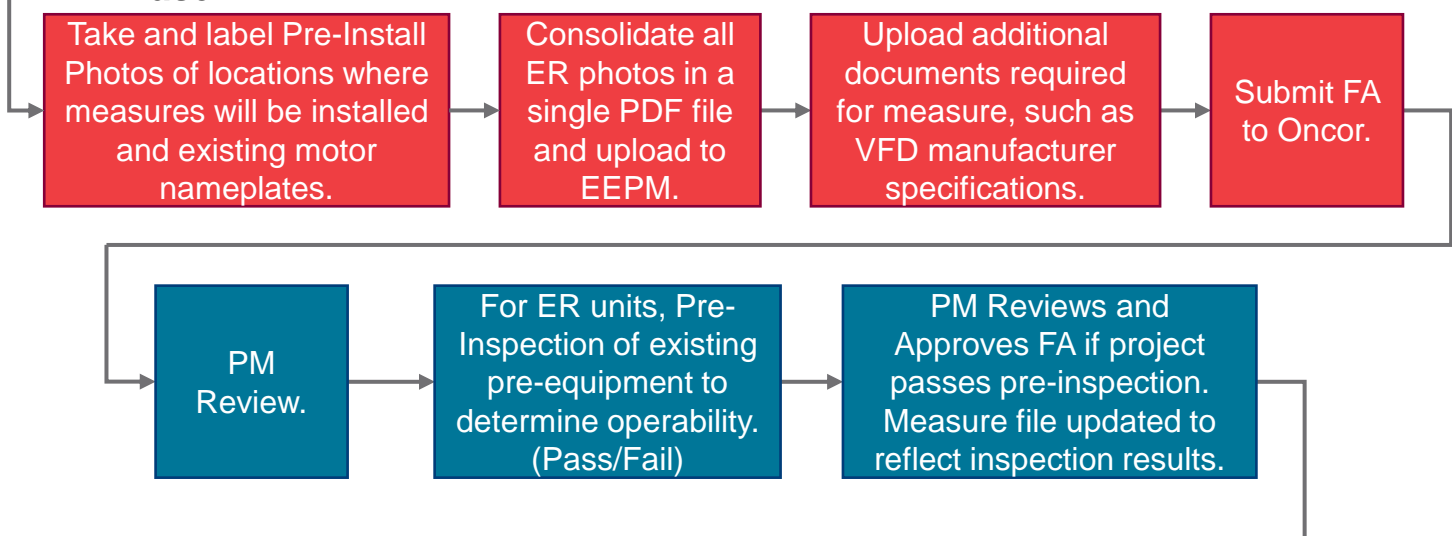 Take and label Pre-Install
Photos of locations where
measures will be installed
and existing motor
nameplates.
Consolidate all
ER photos in a
single PDF file
and upload to
EEPM.
Upload additional
documents required
for measure, such as
VFD manufacturer
specifications.
Submit FA
to Oncor.
PM
Review.
For ER units, Pre-
Inspection of existing
pre-equipment to
determine operability.
(Pass/Fail)
PM Reviews and
Approves FA if project
passes pre-inspection.
Measure file updated to
reflect inspection results.